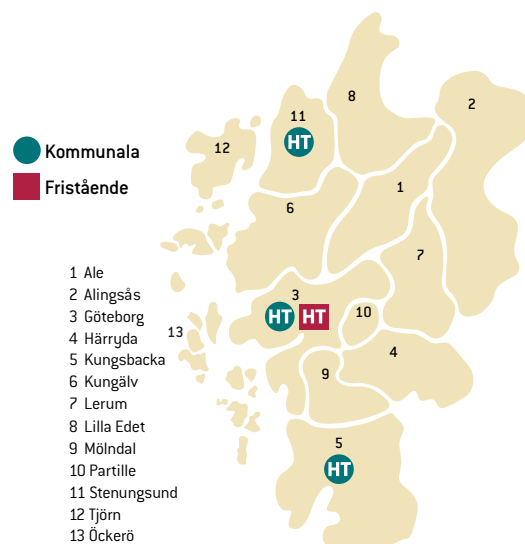 8
2
11
HT
12
Kommunala
1
Fristående
6
7
1 Ale
2 Alingsås
3 Göteborg
4 Härryda
5 Kungsbacka
6 Kungälv
7 Lerum
8 Lilla Edet
9 Mölndal
10 Partille
11 Stenungsund
12 Tjörn
13 Öckerö
3
HT HT
10
13
4
9
5
HT